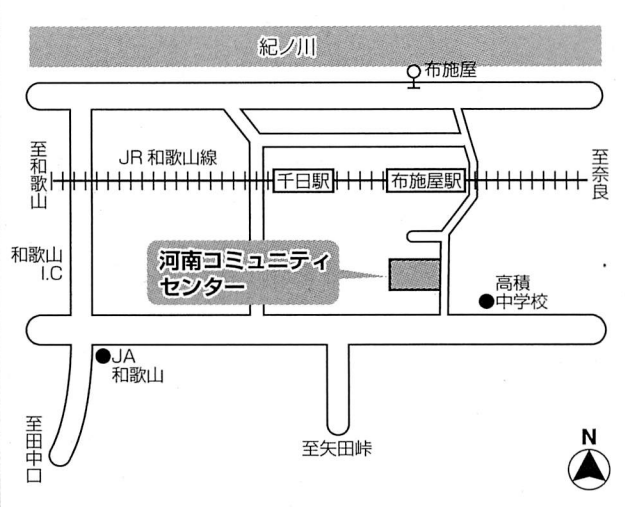 紀ノ川
布施屋
至和歌山
JR 和歌山線
千日駅
布施屋駅
至奈良
和歌山
I.C
河南コミュニティ
センター
高積
中学校
JA
和歌山
至田中口
至矢田峠
N